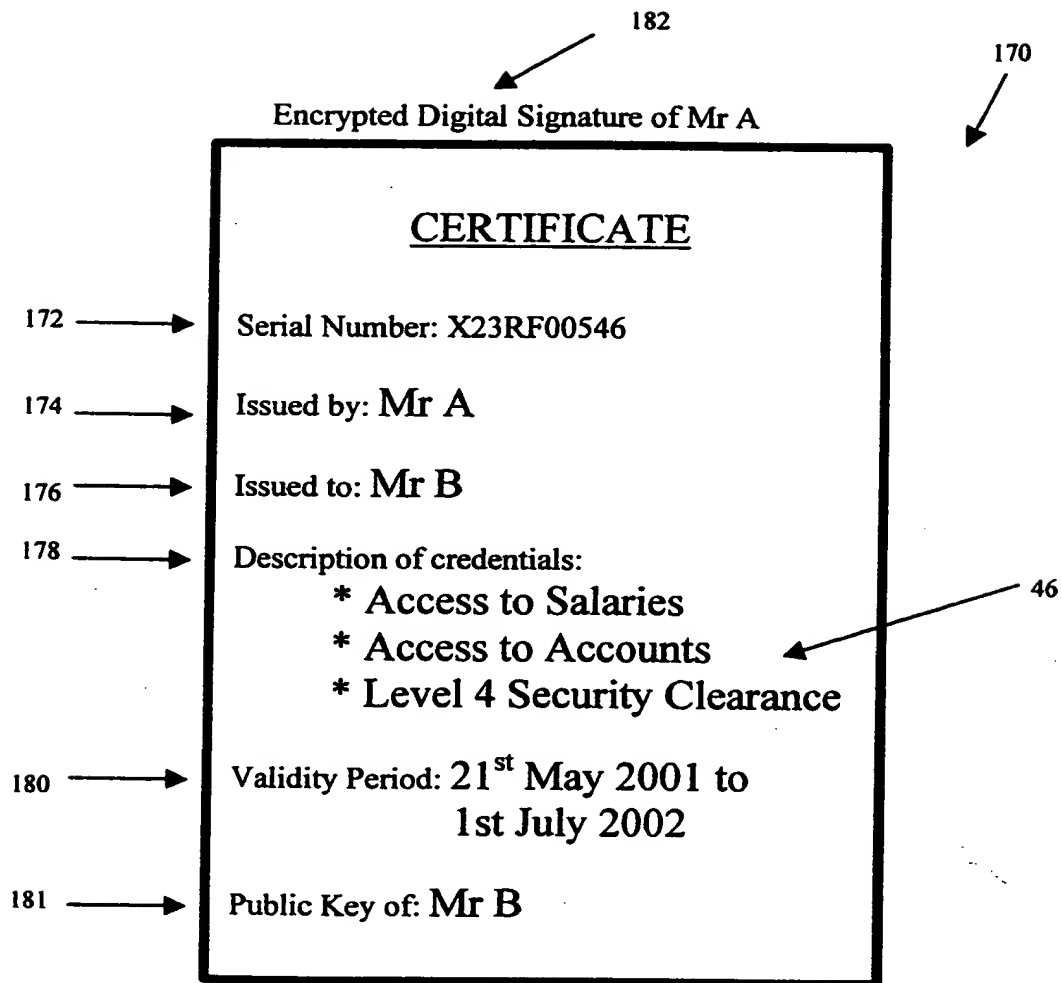 182
170
Encrypted Digital Signature of Mr A
CERTIFICATE
172
Serial Number: X23RF00546
174
Issued by: Mr A
176
Issued to: Mr B
178
Description of credentials:
* Access to Salaries
46
* Access to Accounts
* Level 4 Security Clearance
180
Validity Period: 21st May 2001 to
1st July 2002
181
Public Key of: Mr B